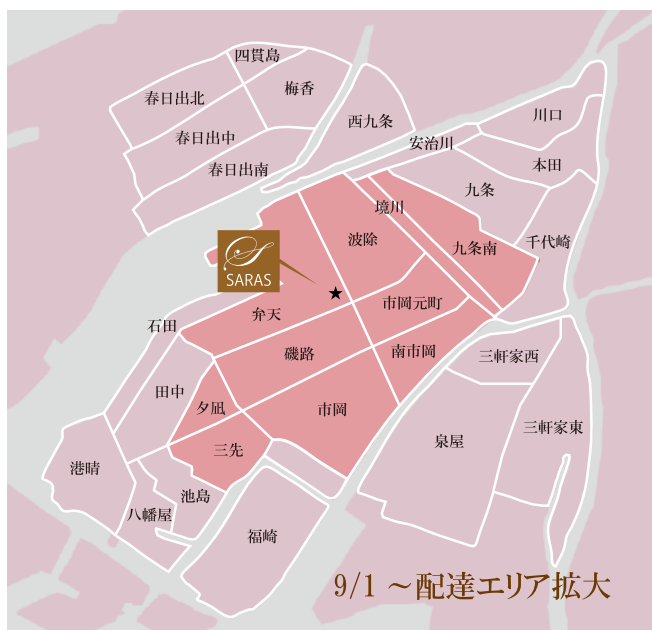 四貫島
春日出北
梅香
西九条
春日出中
春日出南
安治川
川口
本田
九条
境川
波除
九条南
千代崎
S
SARAS
★
弁天
市岡元町
石田
磯路
南市岡
三軒家西
田中
夕凪
市岡
三先
泉屋
三軒家東
港晴
池島
八幡屋
福崎
9/1 ～配達エリア拡大